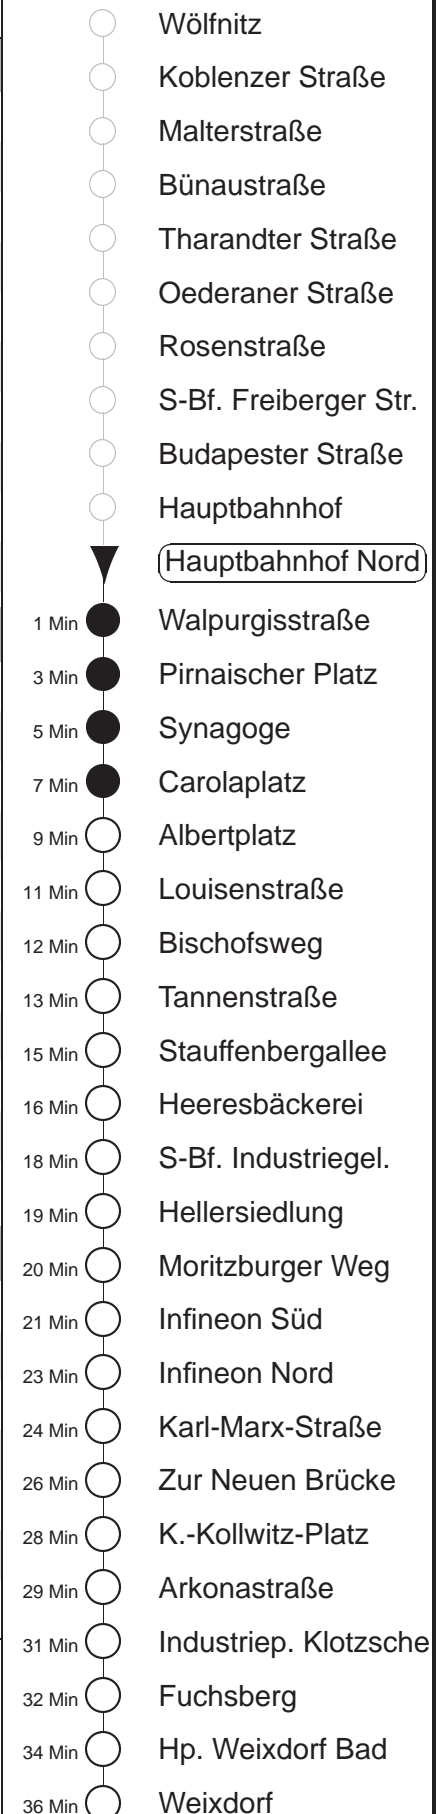 Wölfnitz
Koblenzer Straße
Malterstraße
Bünaustraße
Tharandter Straße
Oederaner Straße
Rosenstraße
S-Bf. Freiberger Str.
Budapester Straße
Hauptbahnhof
Hauptbahnhof Nord
1 Min Walpurgisstraße
3 Min Pirnaischer Platz
5 Min Synagoge
7 Min Carolaplatz
9 Min Albertplatz
11 Min Louisenstraße
12 Min Bischofsweg
13 Min Tannenstraße
15 Min Stauffenbergallee
16 Min Heeresbäckerei
18 Min S-Bf. Industriegel.
19 Min Hellersiedlung
20 Min Moritzburger Weg
21 Min Infineon Süd
23 Min Infineon Nord
24 Min Karl-Marx-Straße
26 Min Zur Neuen Brücke
28 Min K.-Kollwitz-Platz
29 Min Arkonastraße
31 Min Industriep. Klotzsche
32 Min Fuchsberg
34 Min Hp. Weixdorf Bad
36 Min Weixdorf